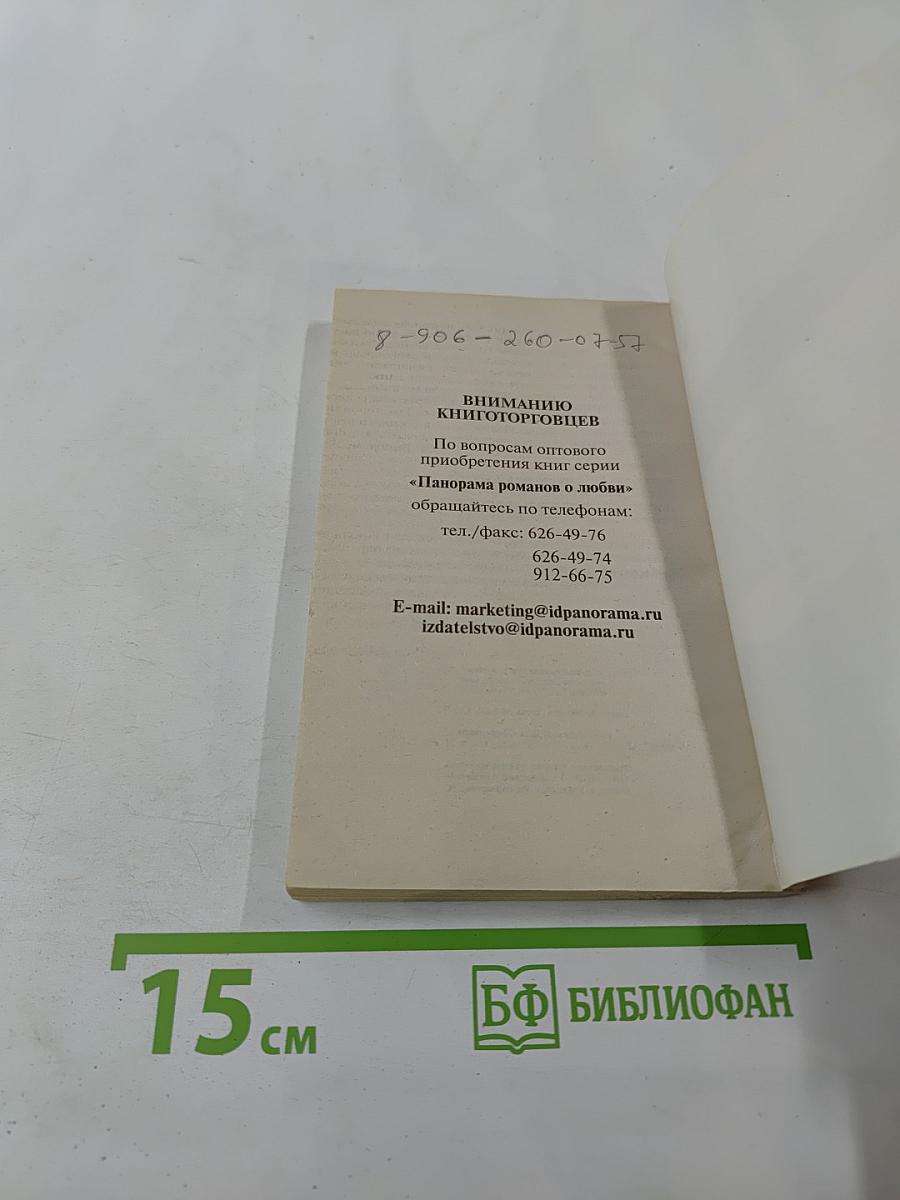 8-906-260-07-57
ВНИМАНИЮ
КНИГОТОРГОВЦЕВ
По вопросам оптового
приобретения книг серии
«Панорама романов о любви»
обращайтесь по телефонам:
тел./факс: 626-49-76
626-49-74
912-66-75
E-mail: marketing@idpanorama.ru
izdatelstvo@idpanorama.ru
15 см
БФ БИБЛИОФАН